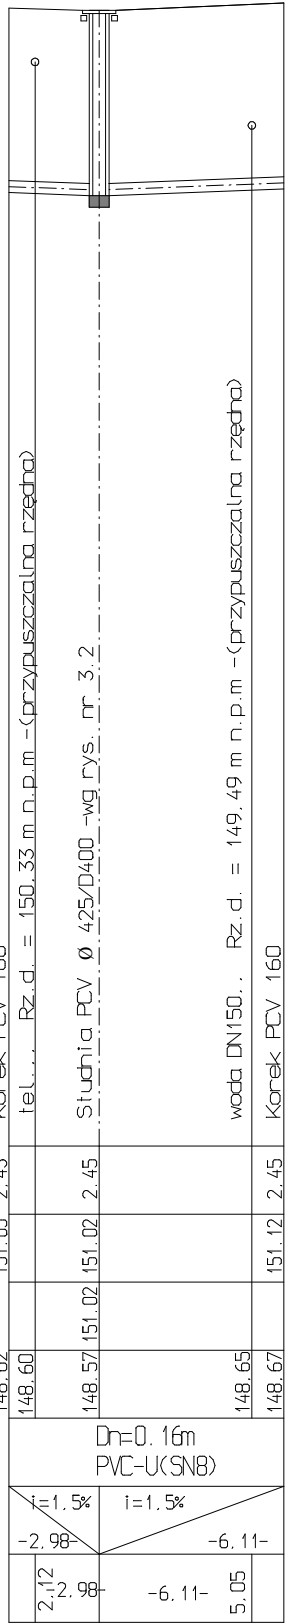 Korek PCV 160
tel... Rz.d. = 150.33 m n.p.m -(przypuszczalna rzędna)
Studnia PCV Ø 425/D400 -wg rys. nr 3.2
woda DN150.. Rz.d. = 149.49 m n.p.m -(przypuszczalna rzędna)
Korek PCV 160
2.45
2.45
151.02
151.12
151.02
148.60
148.57
148.65
148.67
Dn=0.16m
PVC-U(SN8)
i=1.5% i=1.5%
-2.98- -6.11-
2.12
2.98-
-6.11-
5.05